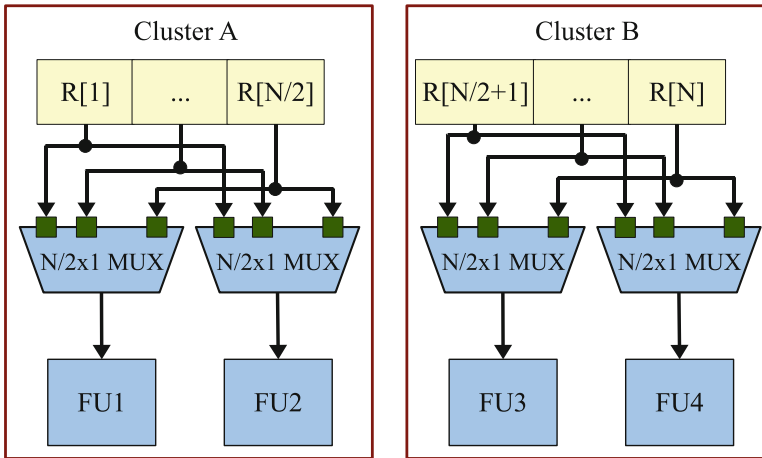 Cluster A
R[1] ... R[N/2]
N/2x1 MUX N/2x1 MUX
FU1 FU2
Cluster B
R[N/2+1] ... R[N]
N/2x1 MUX N/2x1 MUX
FU3 FU4